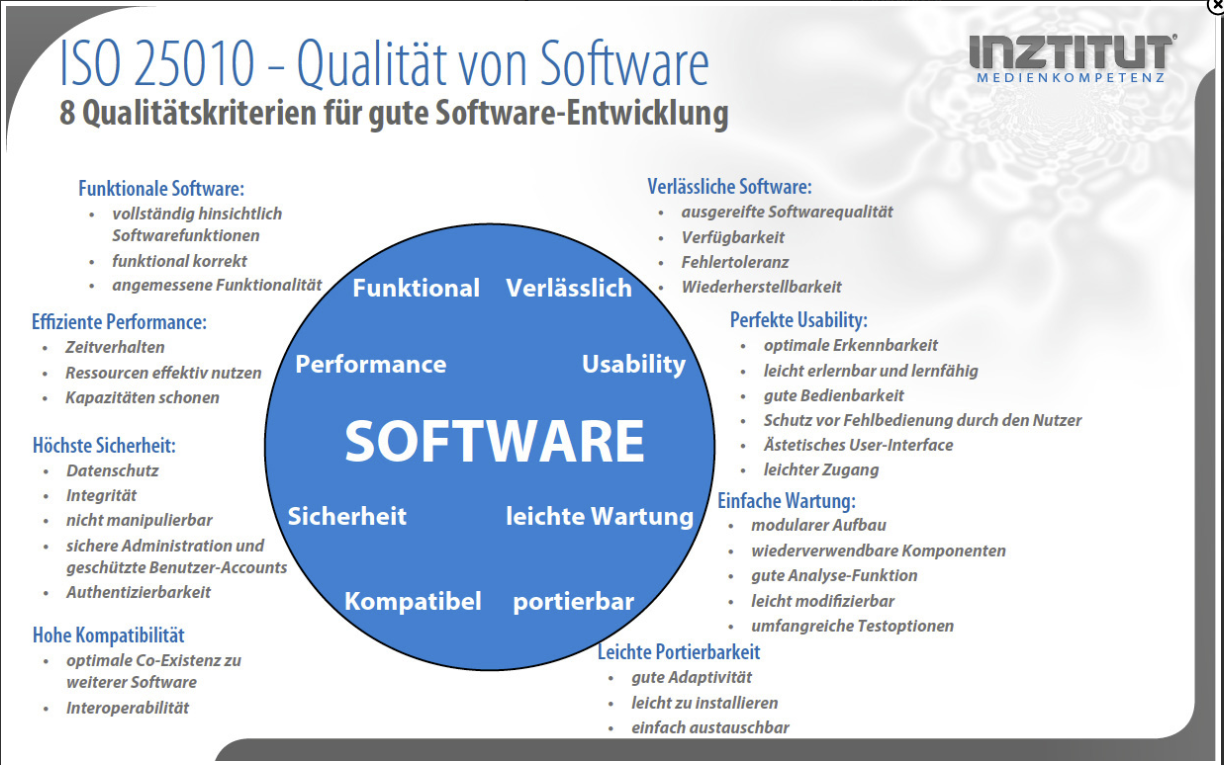 ISO 25010 – Qualität von Software
8 Qualitätskriterien für gute Software-Entwicklung
INZTITUT
MEDIENKOMPETENZ
Funktionale Software:
• vollständig hinsichtlich
Softwarefunktionen
• funktional korrekt
• angemessene Funktionalität
Effiziente Performance:
• Zeitverhalten
• Ressourcen effektiv nutzen
• Kapazitäten schonen
Höchste Sicherheit:
• Datenschutz
• Integrität
• nicht manipulierbar
• sichere Administration und
geschützte Benutzer-Accounts
• Authentizierbarkeit
Hohe Kompatibilität
• optimale Co-Existenz zu
weiterer Software
• Interoperabilität
Funktional Verlässlich
Performance Usability
SOFTWARE
Sicherheit leichte Wartung
Kompatibel portierbar
Verlässliche Software:
• ausgereifte Softwarequalität
• Verfügbarkeit
• Fehlertoleranz
• Wiederherstellbarkeit
Perfekte Usability:
• optimale Erkennbarkeit
• leicht erlernbar und lernfähig
• gute Bedienbarkeit
• Schutz vor Fehlbedienung durch den Nutzer
• Ästetisches User-Interface
• leichter Zugang
Einfache Wartung:
• modularer Aufbau
• wiederverwendbare Komponenten
• gute Analyse-Funktion
• leicht modifizierbar
• umfangreiche Testoptionen
Leichte Portierbarkeit
• gute Adaptivität
• leicht zu installieren
• einfach austauschbar